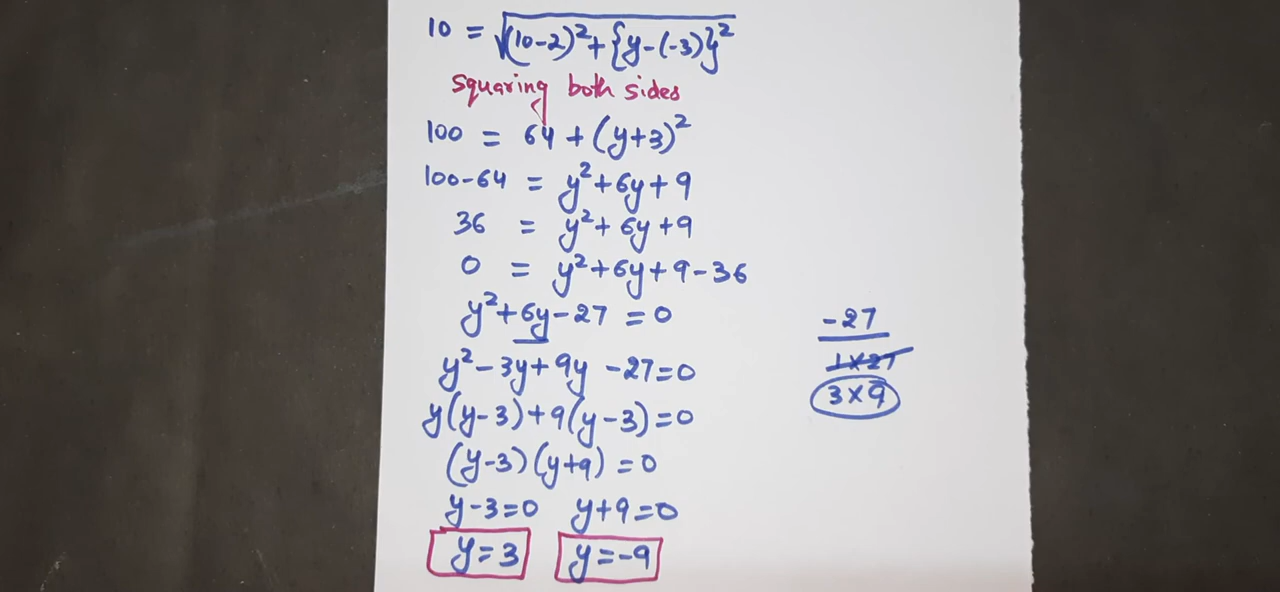 10 = √(10-2)²+{y-(-3)}²
squaring both sides
100 = 64+(y+3)²
100-64 = y²+6y+9
36 = y²+6y+9
0 = y²+6y+9-36
y²+6y-27=0
y²-3y+9y-27=0
y(y-3)+9(y-3)=0
(y-3)(y+9)=0
y-3=0 y+9=0
y=3 y=-9
-27
1×27
3×9